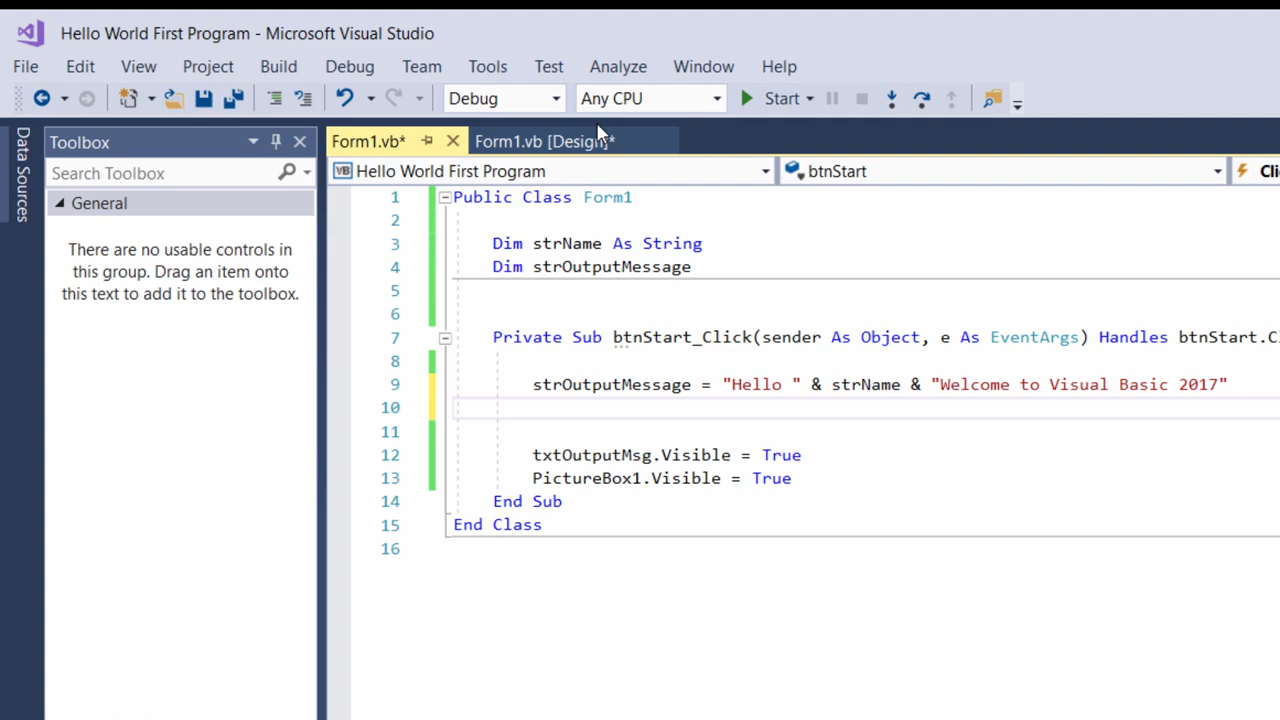 Hello World First Program - Microsoft Visual Studio
File Edit View Project Build Debug Team Tools Test Analyze Window Help
Debug Any CPU Start
Data Sources
Toolbox
Form1.vb* Form1.vb [Design]*
Search Toolbox
VB Hello World First Program btnStart Cli
General
There are no usable controls in
this group. Drag an item onto
this text to add it to the toolbox.
1 Public Class Form1
2
3 Dim strName As String
4 Dim strOutputMessage
5
6
7 Private Sub btnStart_Click(sender As Object, e As EventArgs) Handles btnStart.Cl
8
9 strOutputMessage = "Hello " & strName & "Welcome to Visual Basic 2017"
10
11
12 txtOutputMsg.Visible = True
13 PictureBox1.Visible = True
14 End Sub
15 End Class
16